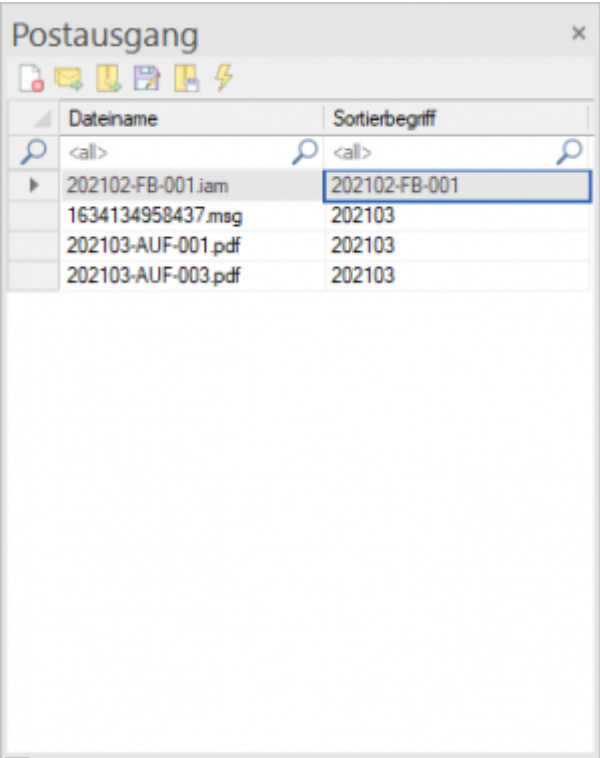 Postausgang
Dateiname Sortierbegriff
<all> <all>
202102-FB-001.iam 202102-FB-001
1634134958437.msg 202103
202103-AUF-001.pdf 202103
202103-AUF-003.pdf 202103